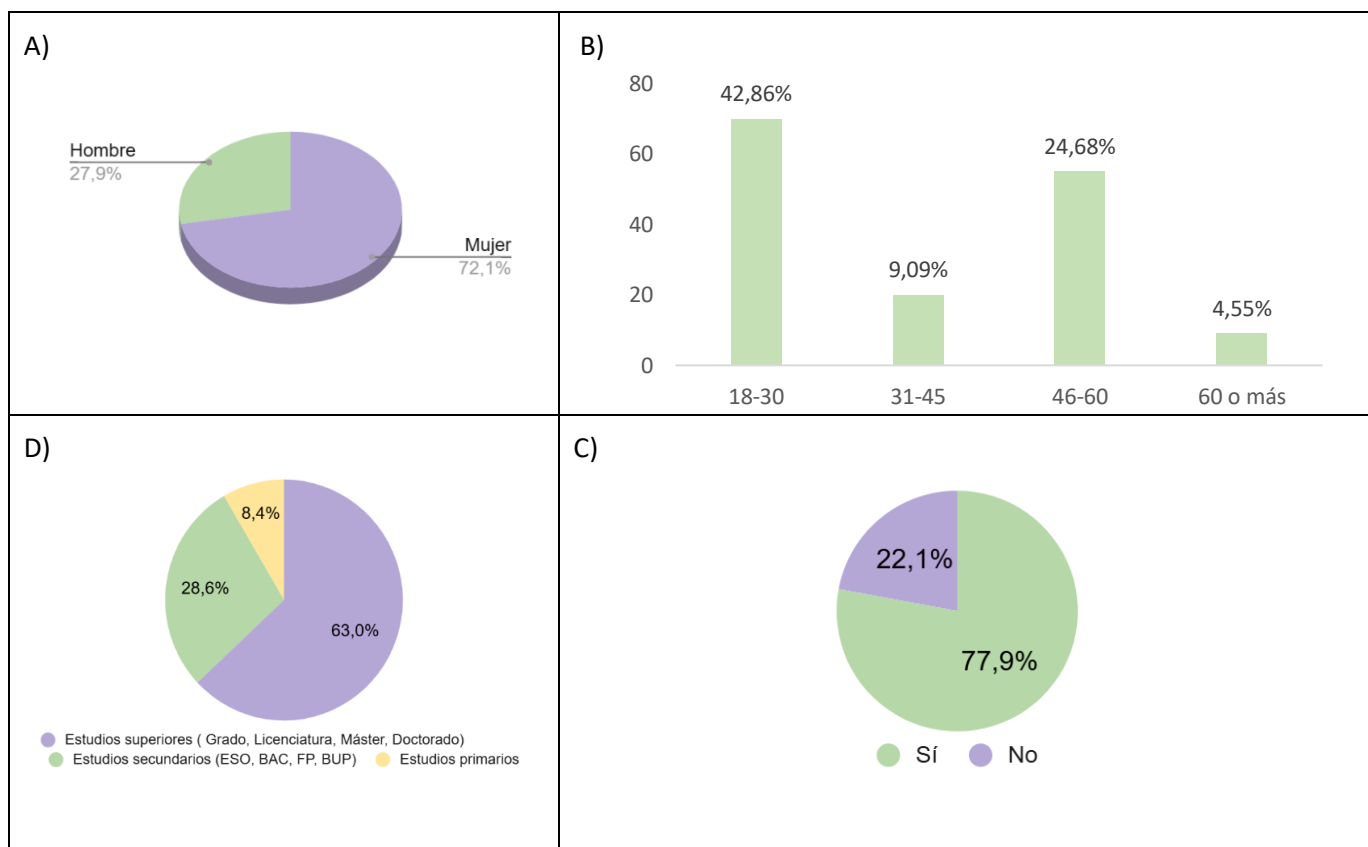 A)
Hombre
27,9%
Mujer
72,1%
B)
80
60
40
20
0
42,86%
9,09%
24,68%
4,55%
18-30 31-45 46-60 60 o más
D)
8,4%
28,6%
63,0%
Estudios superiores ( Grado, Licenciatura, Máster, Doctorado)
Estudios secundarios (ESO, BAC, FP, BUP) Estudios primarios
C)
22,1%
77,9%
Sí No